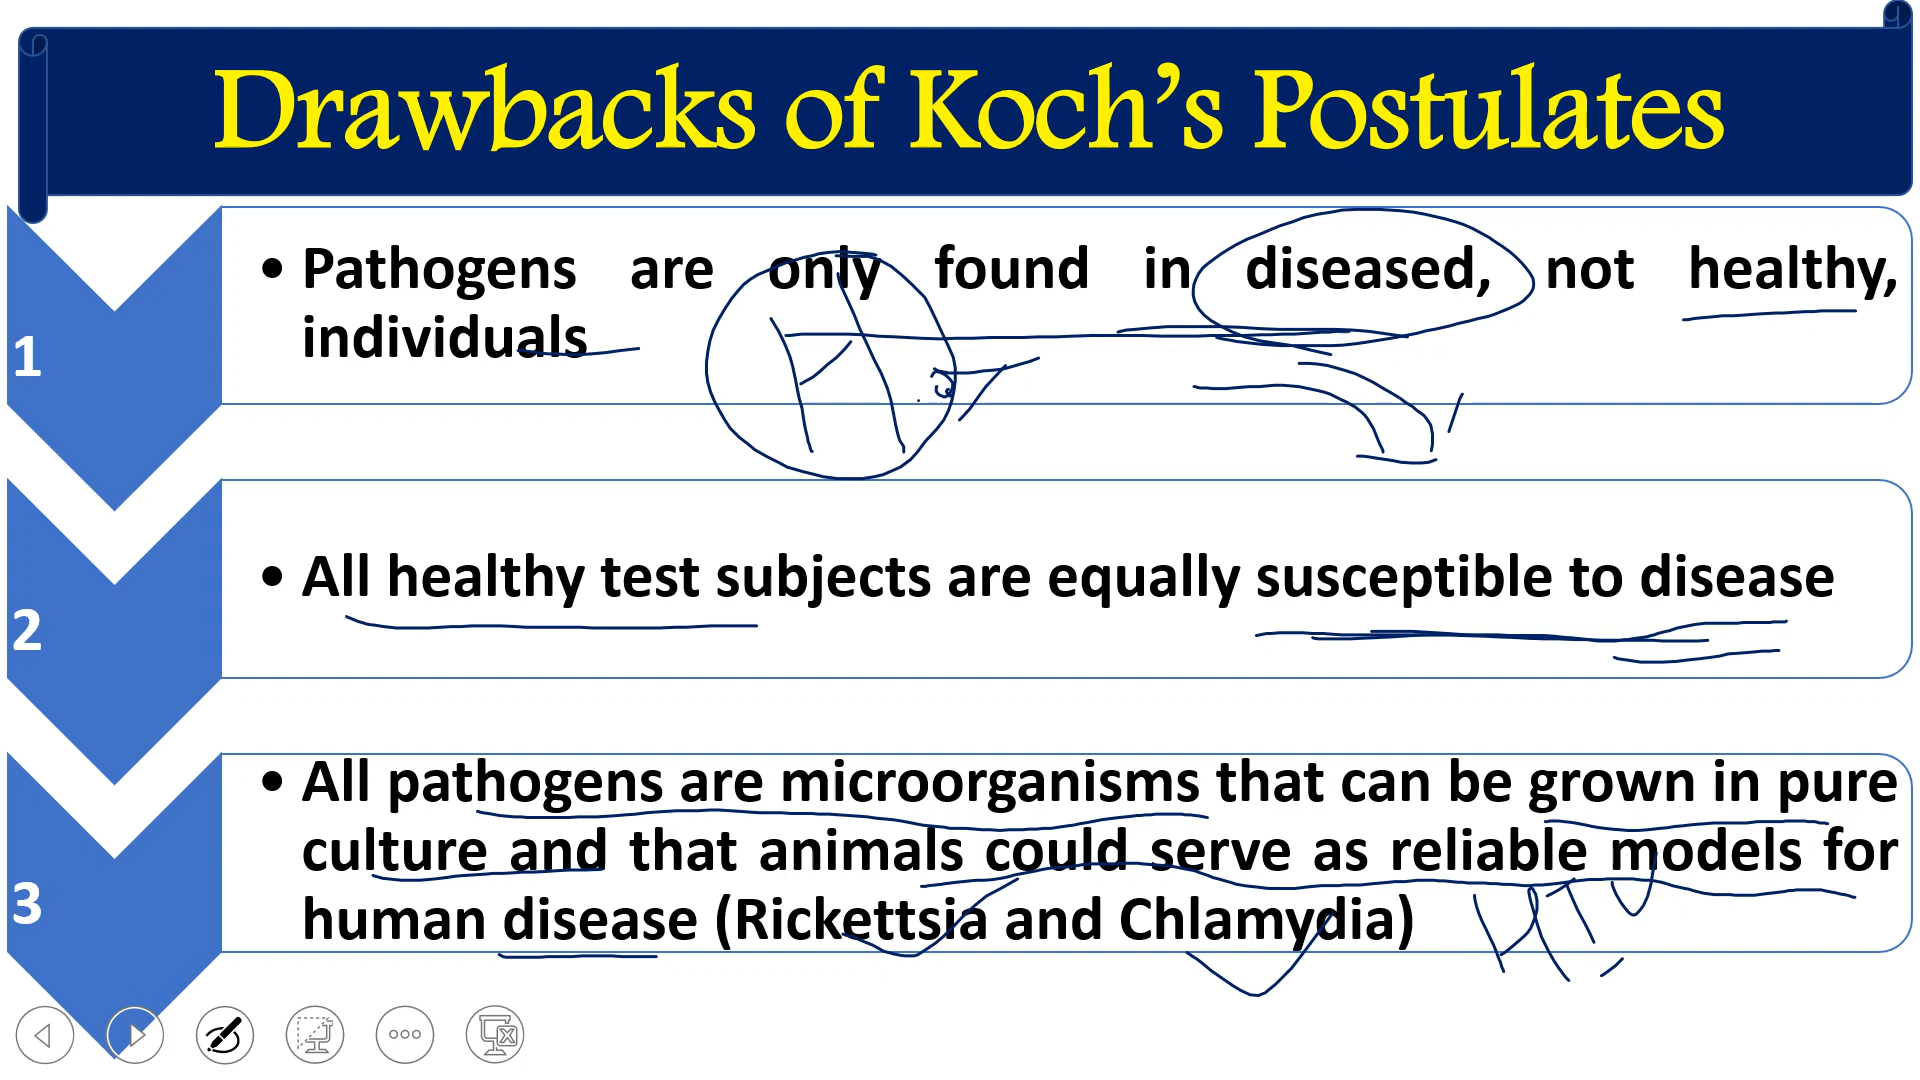 Drawbacks of Koch's Postulates
1
• Pathogens are only found in diseased, not healthy,
individuals
2
• All healthy test subjects are equally susceptible to disease
3
• All pathogens are microorganisms that can be grown in pure
culture and that animals could serve as reliable models for
human disease (Rickettsia and Chlamydia)